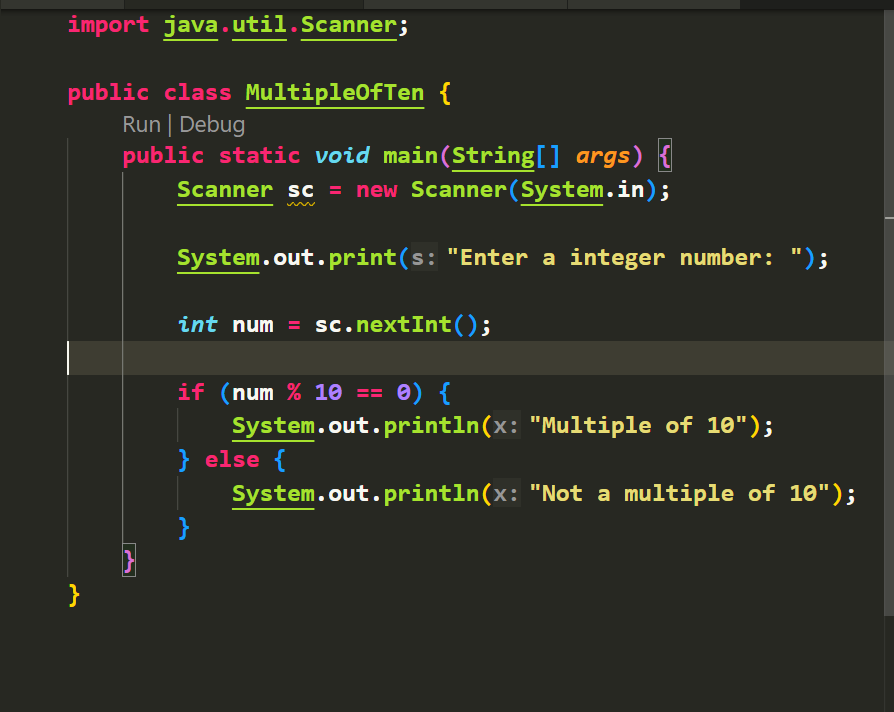 import java.util.Scanner;
public class MultipleOfTen {
Run | Debug
public static void main(String[] args) {
Scanner sc = new Scanner(System.in);
System.out.print(s: "Enter a integer number: ");
int num = sc.nextInt();
if (num % 10 == 0) {
System.out.println(x: "Multiple of 10");
} else {
System.out.println(x: "Not a multiple of 10");
}
}
}